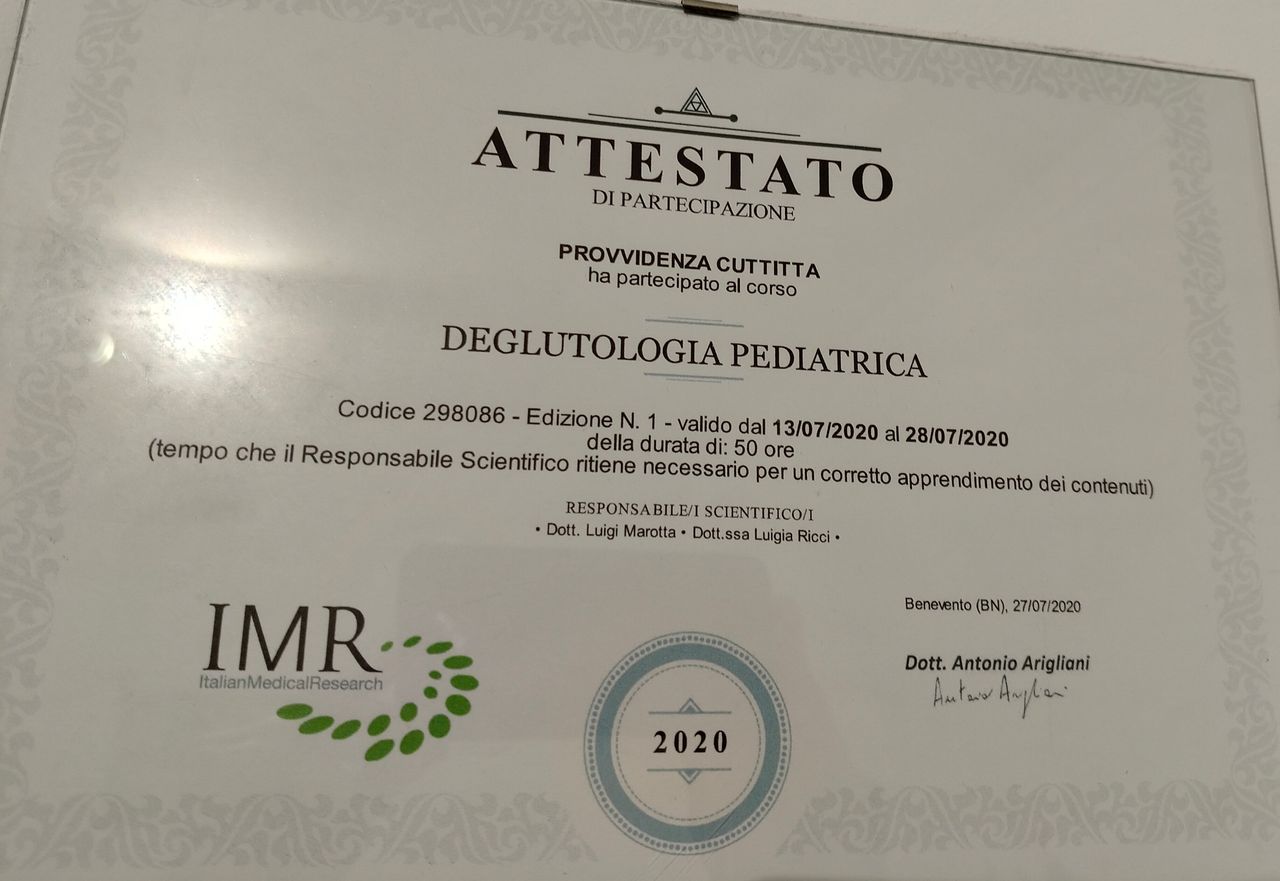 ATTESTATO
DI PARTECIPAZIONE
PROVVIDENZA CUTTITTA
ha partecipato al corso
DEGLUTOLOGIA PEDIATRICA
Codice 298086 - Edizione N. 1 - valido dal 13/07/2020 al 28/07/2020
della durata di: 50 ore
(tempo che il Responsabile Scientifico ritiene necessario per un corretto apprendimento dei contenuti)
RESPONSABILE/I SCIENTIFICO/I
• Dott. Luigi Marotta • Dott.ssa Luigia Ricci •
Benevento (BN), 27/07/2020
IMR
ItalianMedicalResearch
Dott. Antonio Arigliani
Antonio Arigliani
2020